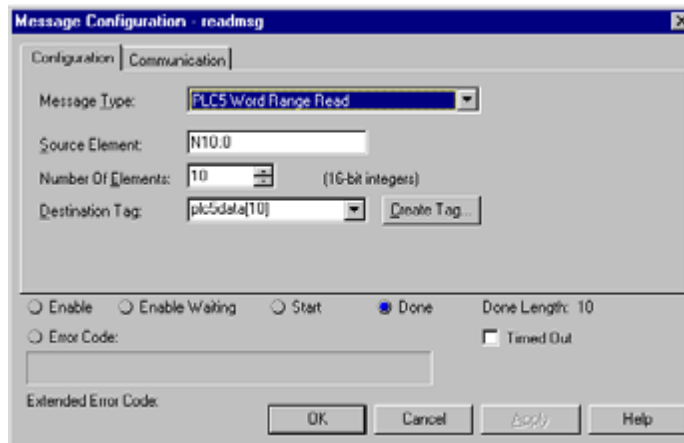 Message Configuration - readmsg
Configuration Communication
Message Type: PLC5 Word Range Read
Source Element: N10:0
Number Of Elements: 10 (16-bit integers)
Destination Tag: plc5data[10] Create Tag...
Enable Enable Waiting Start Done Done Length: 10
Error Code: Timed Out
Extended Error Code:
OK Cancel Apply Help